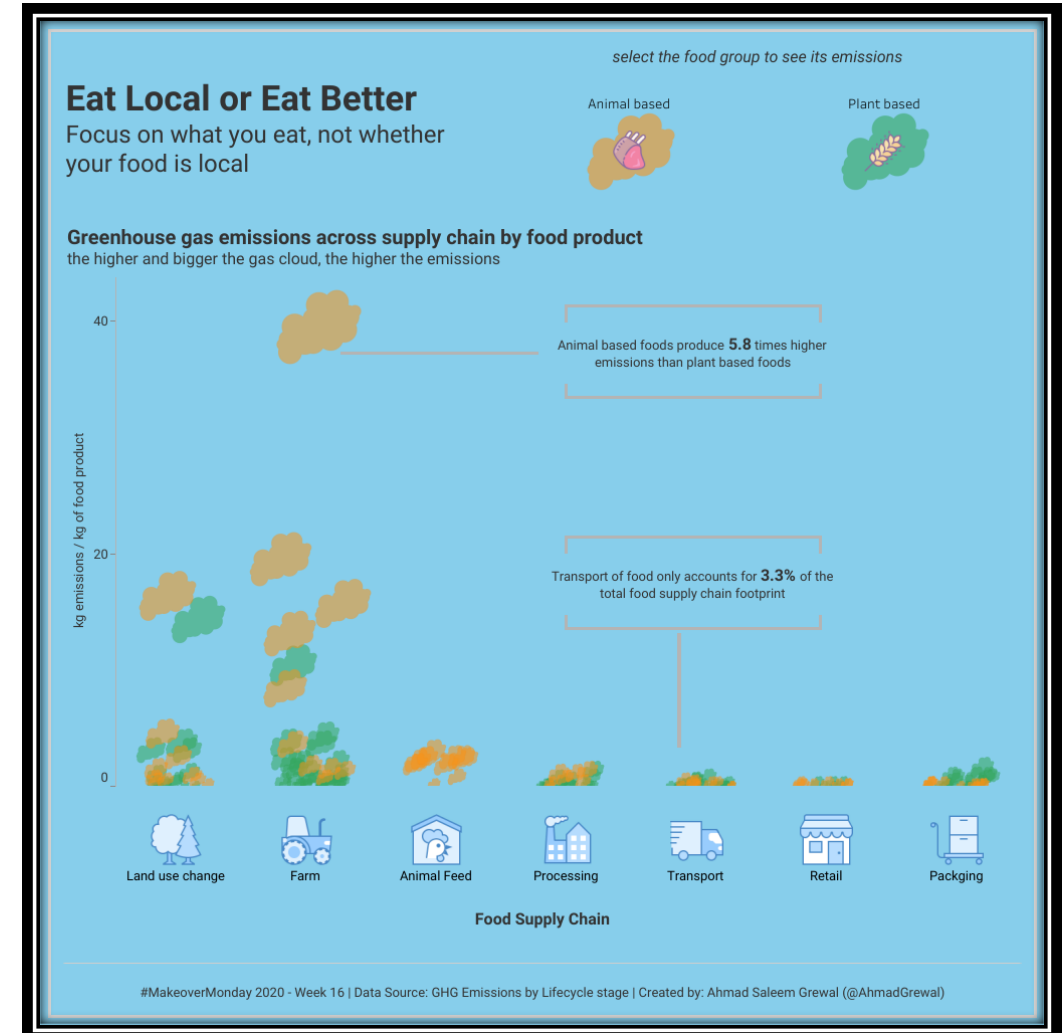 select the food group to see its emissions
Eat Local or Eat Better
Focus on what you eat, not whether
your food is local
Animal based
Plant based
Greenhouse gas emissions across supply chain by food product
the higher and bigger the gas cloud, the higher the emissions
kg emissions / kg of food product
40
20
0
Animal based foods produce 5.8 times higher
emissions than plant based foods
Transport of food only accounts for 3.3% of the
total food supply chain footprint
Land use change
Farm
Animal Feed
Processing
Transport
Retail
Packging
Food Supply Chain
#MakeoverMonday 2020 - Week 16 | Data Source: GHG Emissions by Lifecycle stage | Created by: Ahmad Saleem Grewal (@AhmadGrewal)